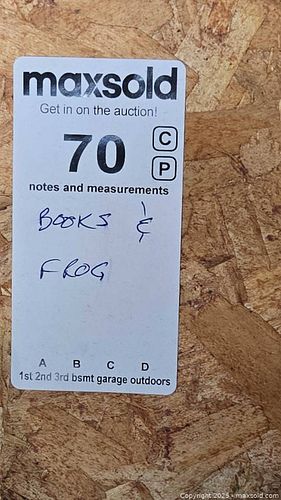 maxsold
Get in on the auction!
70
C
P
notes and measurements
BOOKS &
FROG
A B C D
1st 2nd 3rd bsmt garage outdoors
Copyright 2025 - www.maxsold.com